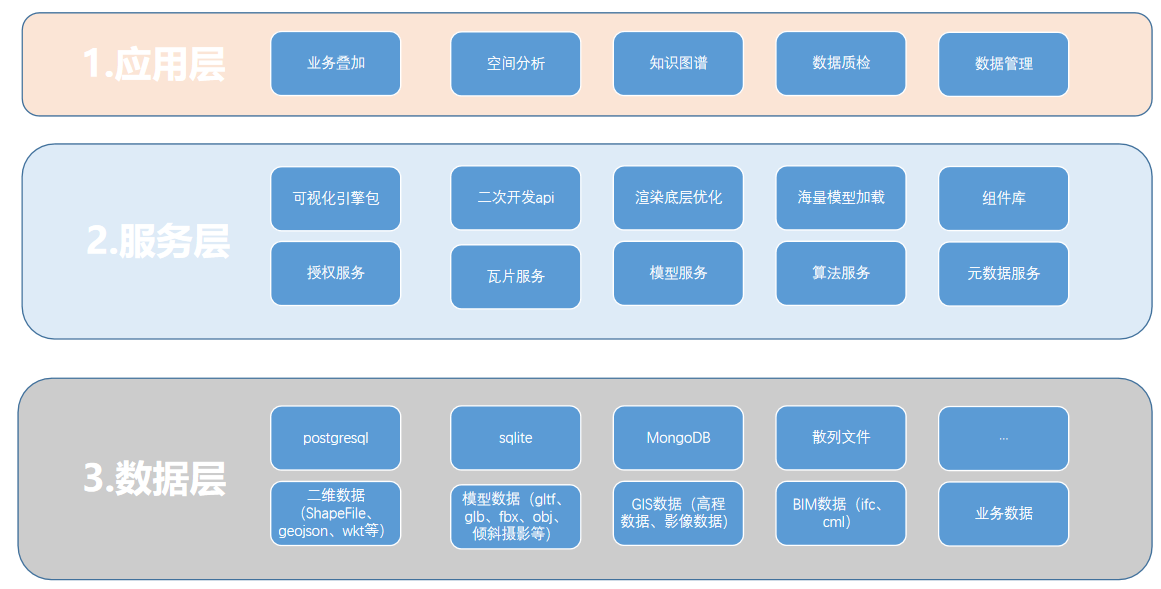 1.应用层
业务叠加
空间分析
知识图谱
数据质检
数据管理
2.服务层
可视化引擎包
二次开发api
渲染底层优化
海量模型加载
组件库
授权服务
瓦片服务
模型服务
算法服务
元数据服务
3.数据层
postgresql
sqlite
MongoDB
散列文件
...
二维数据
（ShapeFile、
geojson、wkt等）
模型数据（gltf、
glb、fbx、obj、
倾斜摄影等）
GIS数据（高程
数据、影像数据）
BIM数据（ifc、
cml）
业务数据